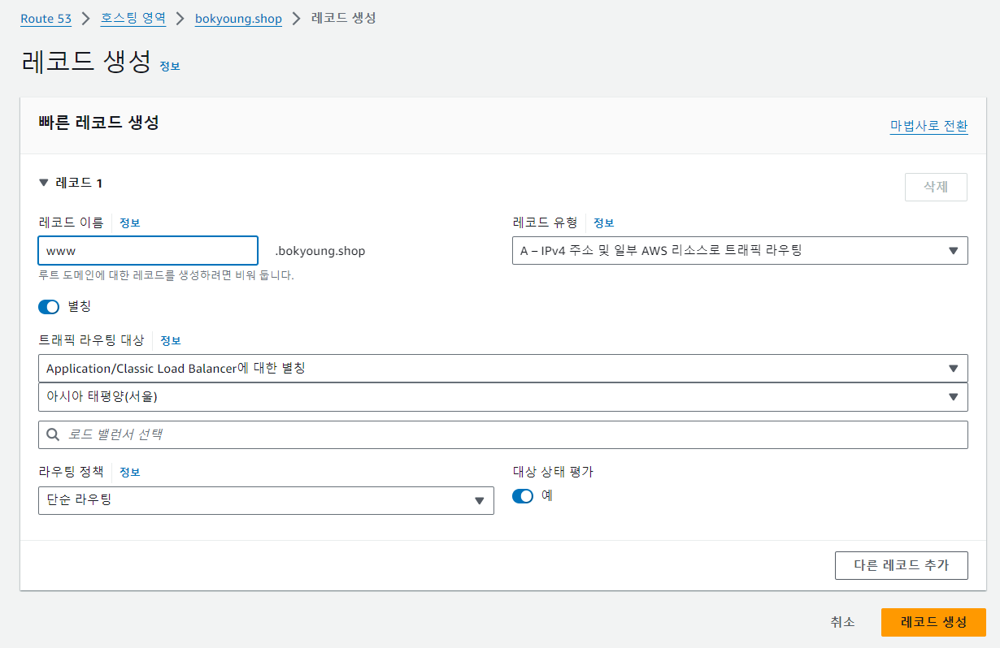 Route 53 > 호스팅 영역 > bokyoung.shop > 레코드 생성
레코드 생성 정보
빠른 레코드 생성
마법사로 전환
▼ 레코드 1
삭제
레코드 이름 정보
www
.bokyoung.shop
루트 도메인에 대한 레코드를 생성하려면 비워 둡니다.
레코드 유형 정보
A – IPv4 주소 및 일부 AWS 리소스로 트래픽 라우팅
별칭
트래픽 라우팅 대상 정보
Application/Classic Load Balancer에 대한 별칭
아시아 태평양(서울)
로드 밸런서 선택
라우팅 정책 정보
단순 라우팅
대상 상태 평가
예
다른 레코드 추가
취소
레코드 생성